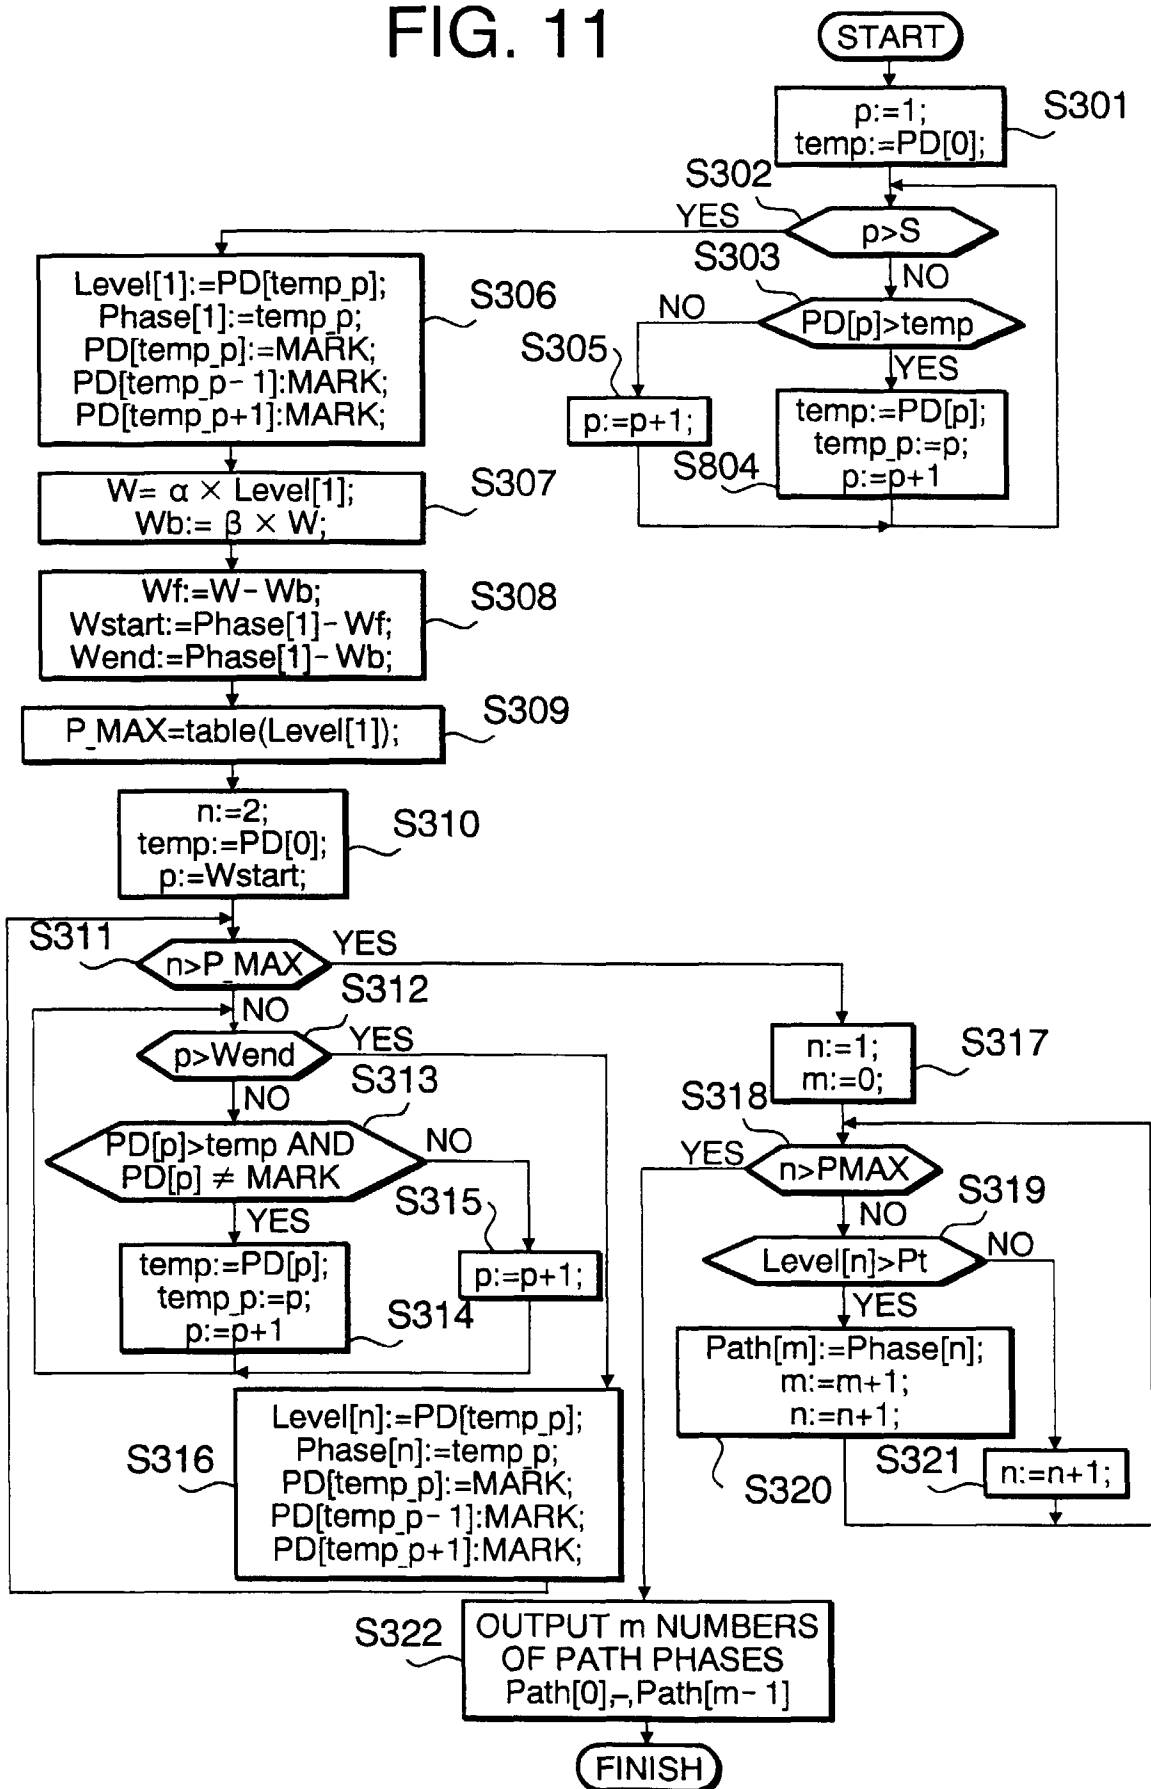 FIG. 11
START
p:=1;
temp:=PD[0];
S301
S302
p>S
YES
NO
S303
PD[p]>temp
NO
YES
S305
p:=p+1;
temp:=PD[p];
temp_p:=p;
p:=p+1
S804
Level[1]:=PD[temp_p];
Phase[1]:=temp_p;
PD[temp_p]:=MARK;
PD[temp_p-1]:MARK;
PD[temp_p+1]:MARK;
S306
W= α × Level[1];
Wb:= β × W;
S307
Wf:=W-Wb;
Wstart:=Phase[1]-Wf;
Wend:=Phase[1]-Wb;
S308
P_MAX=table(Level[1]);
S309
n:=2;
temp:=PD[0];
p:=Wstart;
S310
S311
n>P_MAX
YES
NO
S312
p>Wend
YES
NO
S313
PD[p]>temp AND
PD[p] ≠ MARK
NO
YES
S315
p:=p+1;
temp:=PD[p];
temp_p:=p;
p:=p+1
S314
Level[n]:=PD[temp_p];
Phase[n]:=temp_p;
PD[temp_p]:=MARK;
PD[temp_p-1]:MARK;
PD[temp_p+1]:MARK;
S316
n:=1;
m:=0;
S317
S318
n>PMAX
YES
NO
S319
Level[n]>Pt
NO
YES
Path[m]:=Phase[n];
m:=m+1;
n:=n+1;
S320
S321
n:=n+1;
S322
OUTPUT m NUMBERS
OF PATH PHASES
Path[0],–,Path[m-1]
FINISH